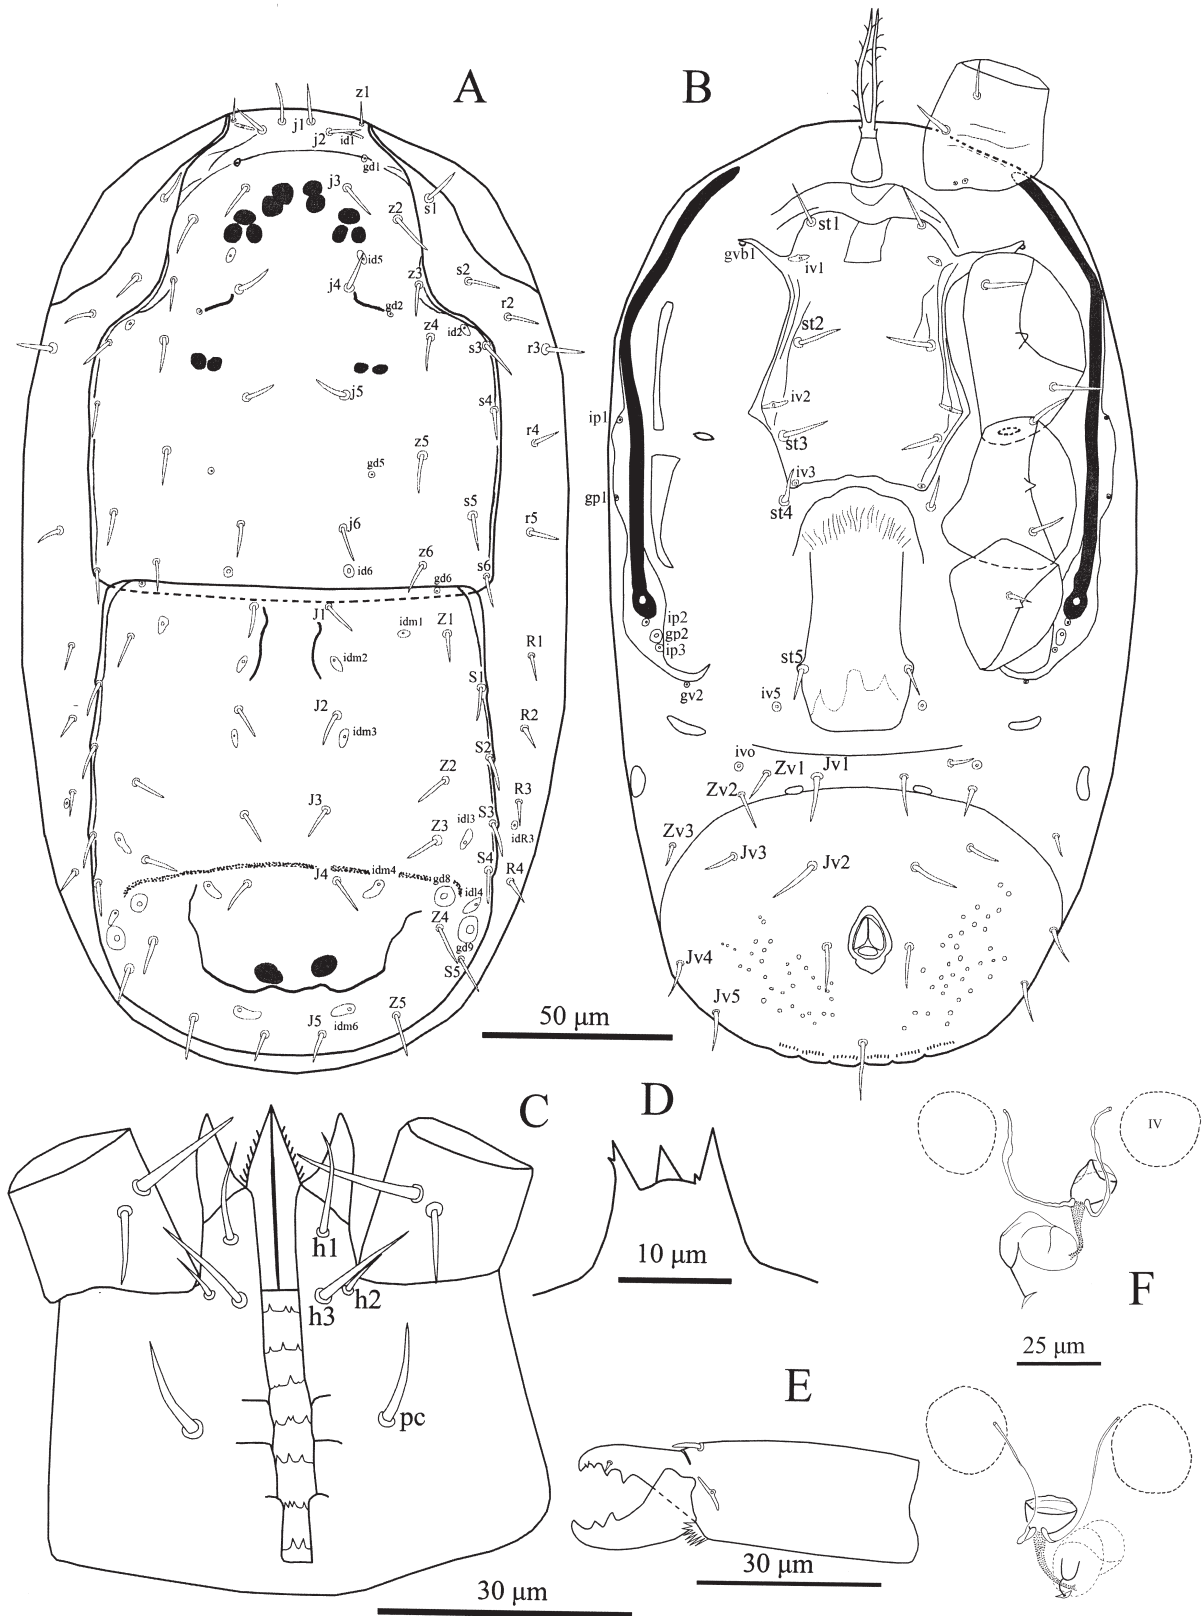 A
z1
j1
j2
id1
gd1
j3
s1
z2
id5
j4
z3
s2
gd2
r2
id2
z4
s3
r3
j5
s4
z5
r4
gd5
s5
j6
r5
id6
z6
gd6
s6
J1
idm1
Z1
R1
idm2
S1
J2
R2
idm3
S2
Z2
R3
J3
Z3
idl3
S3
idR3
S4
J4
idm4
gd8
R4
idl4
Z4
gd9
S5
J5
idm6
Z5
50 µm
B
st1
gvb1
iv1
st2
iv2
ip1
st3
iv3
gp1
st4
ip2
gp2
ip3
st5
gv2
iv5
ivo
Zv1
Jv1
Zv2
Zv3
Jv3
Jv2
Jv4
Jv5
C
h1
h2
h3
pc
30 µm
D
10 µm
E
30 µm
IV
F
25 µm